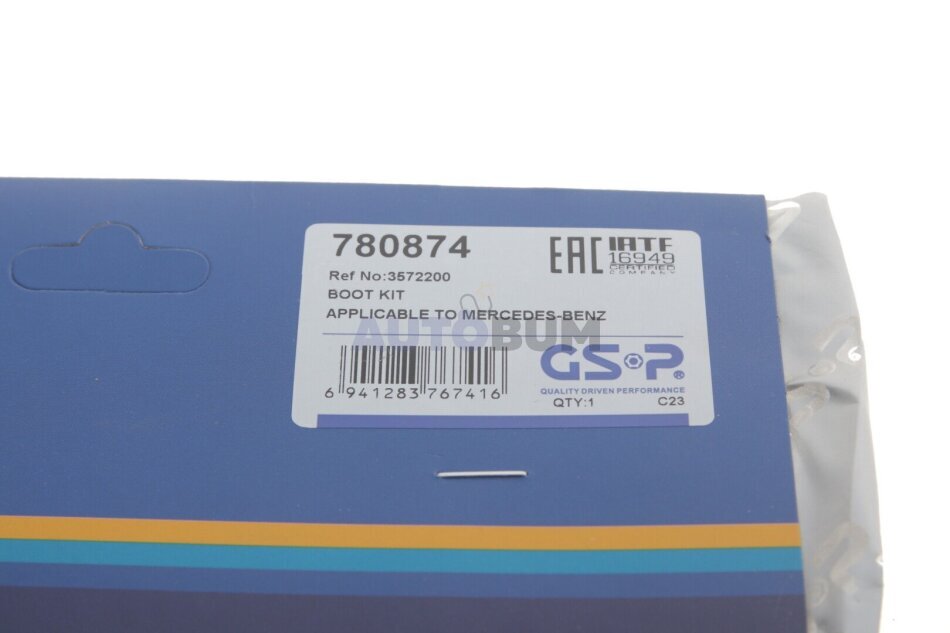 780874
EAC
IATF
16949
CERTIFIED
COMPANY
Ref No:3572200
BOOT KIT
APPLICABLE TO MERCEDES-BENZ
AUTOBUM
GSP®
6 941283 767416
QUALITY DRIVEN PERFORMANCE
QTY:1 C23